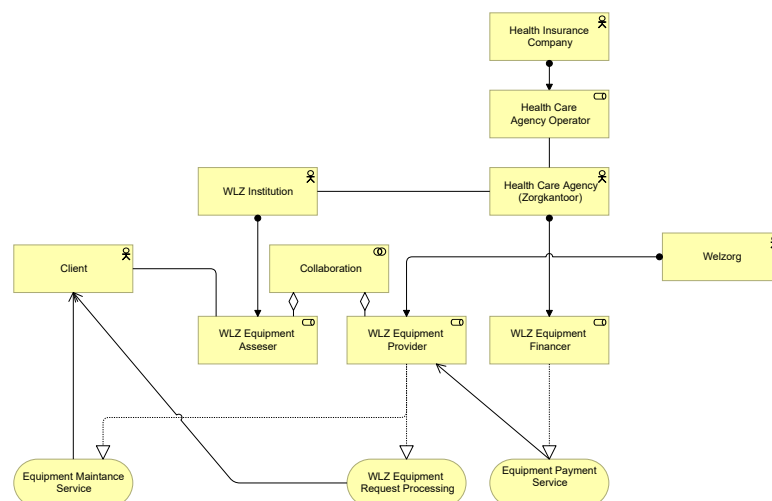 Health Insurance
Company
Health Care
Agency Operator
WLZ Institution
Health Care Agency
(Zorgkantoor)
Client
Collaboration
Welzorg
WLZ Equipment
Asseser
WLZ Equipment
Provider
WLZ Equipment
Financer
Equipment Maintance
Service
WLZ Equipment
Request Processing
Equipment Payment
Service